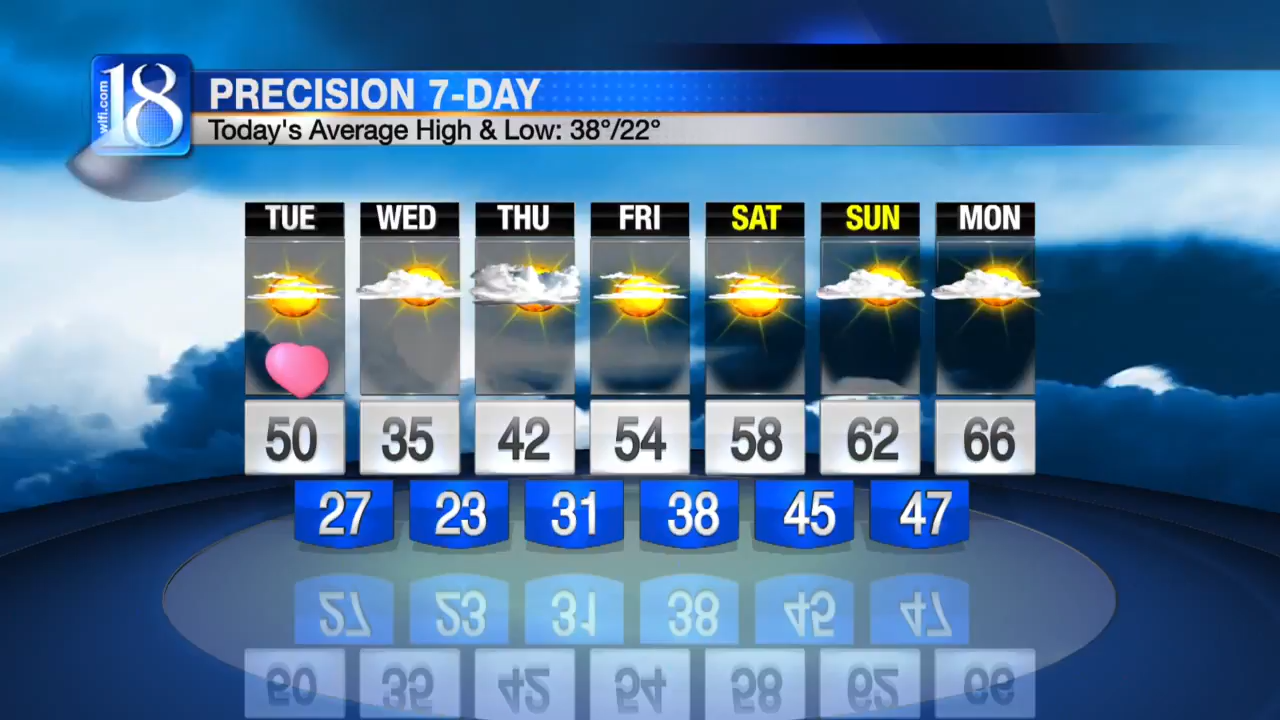 wlfi.com
18
PRECISION 7-DAY
Today's Average High & Low: 38°/22°
TUE WED THU FRI SAT SUN MON
50 35 42 54 58 62 66
27 23 31 38 45 47